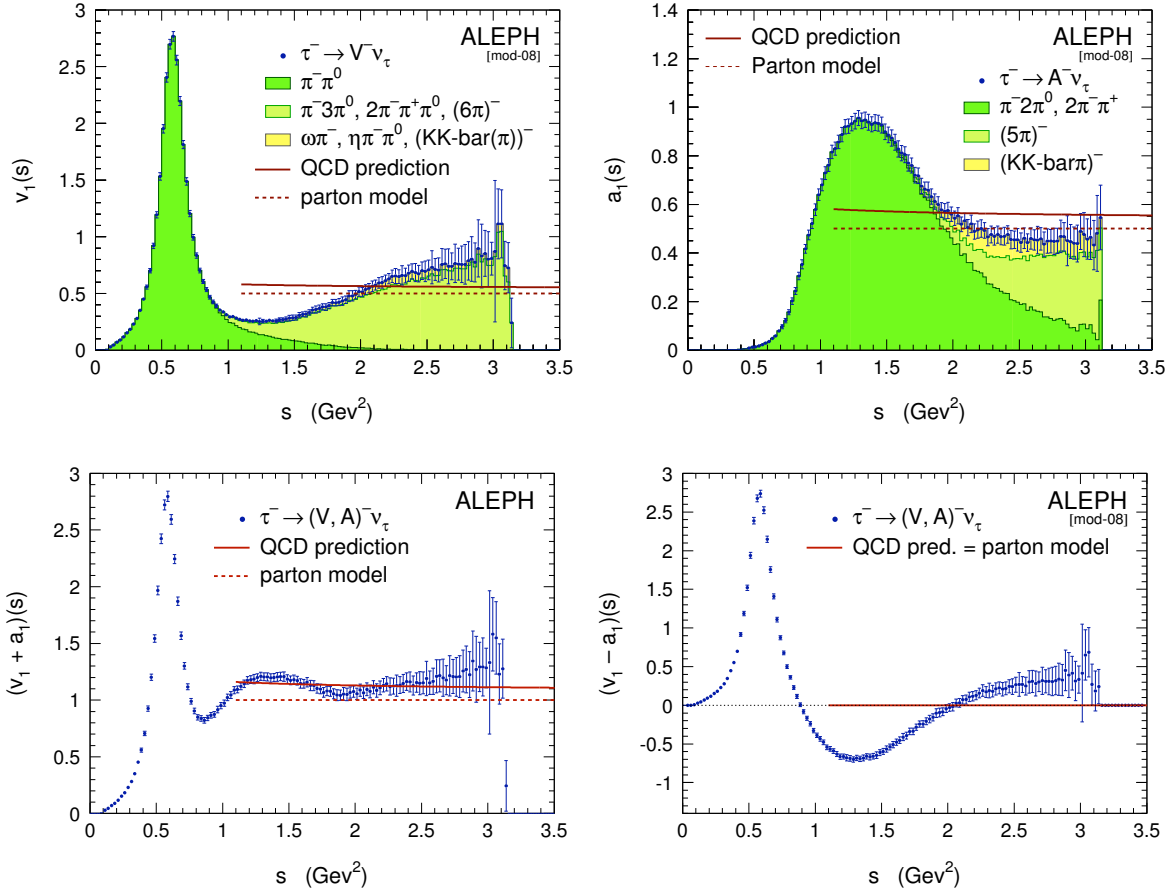 ALEPH
[mod-08]
τ⁻ → V⁻ν_τ
π⁻π⁰
π⁻3π⁰, 2π⁻π⁺π⁰, (6π)⁻
ωπ⁻, ηπ⁻π⁰, (KK-bar(π))⁻
QCD prediction
parton model
v₁(s)
3
2.5
2
1.5
1
0.5
0
0 0.5 1 1.5 2 2.5 3 3.5
s (Gev²)
QCD prediction
Parton model
ALEPH
[mod-08]
τ⁻ → A⁻ν_τ
π⁻2π⁰, 2π⁻π⁺
(5π)⁻
(KK-barπ)⁻
a₁(s)
1.4
1.2
1
0.8
0.6
0.4
0.2
0
0 0.5 1 1.5 2 2.5 3 3.5
s (Gev²)
ALEPH
τ⁻ → (V, A)⁻ν_τ
QCD prediction
parton model
(v₁ + a₁)(s)
3
2.5
2
1.5
1
0.5
0
0 0.5 1 1.5 2 2.5 3 3.5
s (Gev²)
ALEPH
[mod-08]
τ⁻ → (V, A)⁻ν_τ
QCD pred. = parton model
(v₁ − a₁)(s)
3
2.5
2
1.5
1
0.5
0
-0.5
-1
0 0.5 1 1.5 2 2.5 3 3.5
s (Gev²)